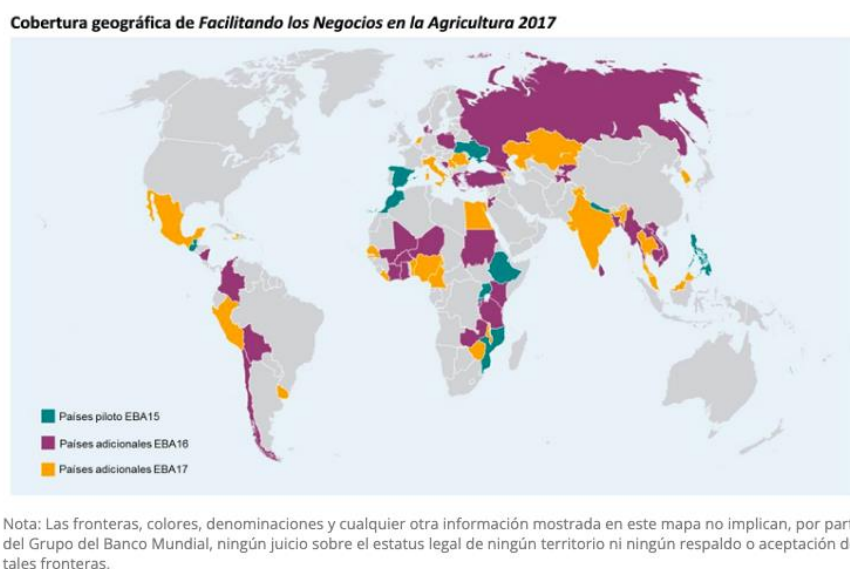 Cobertura geográfica de Facilitando los Negocios en la Agricultura 2017
Países piloto EBA15
Países adicionales EBA16
Países adicionales EBA17
Nota: Las fronteras, colores, denominaciones y cualquier otra información mostrada en este mapa no implican, por part
del Grupo del Banco Mundial, ningún juicio sobre el estatus legal de ningún territorio ni ningún respaldo o aceptación d
tales fronteras.